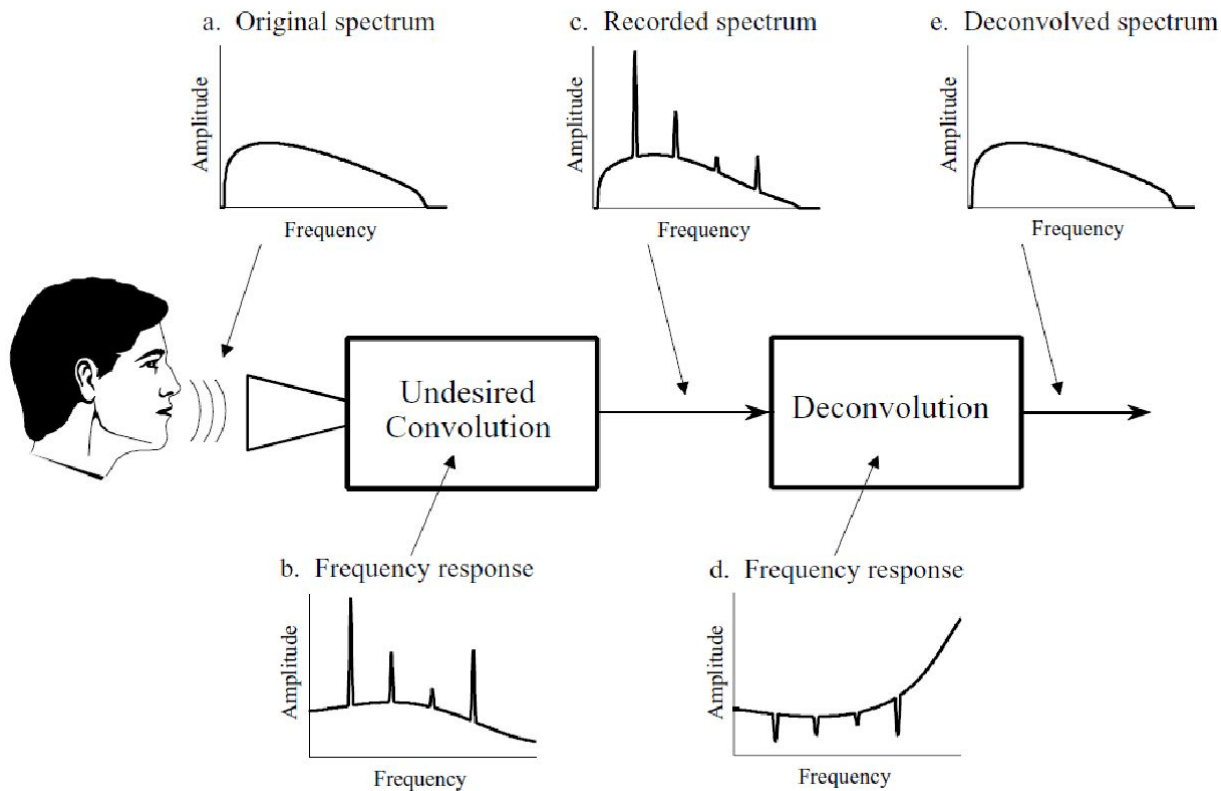 a. Original spectrum
Amplitude
Frequency
c. Recorded spectrum
Amplitude
Frequency
e. Deconvolved spectrum
Amplitude
Frequency
Undesired
Convolution
Deconvolution
b. Frequency response
Amplitude
Frequency
d. Frequency response
Amplitude
Frequency